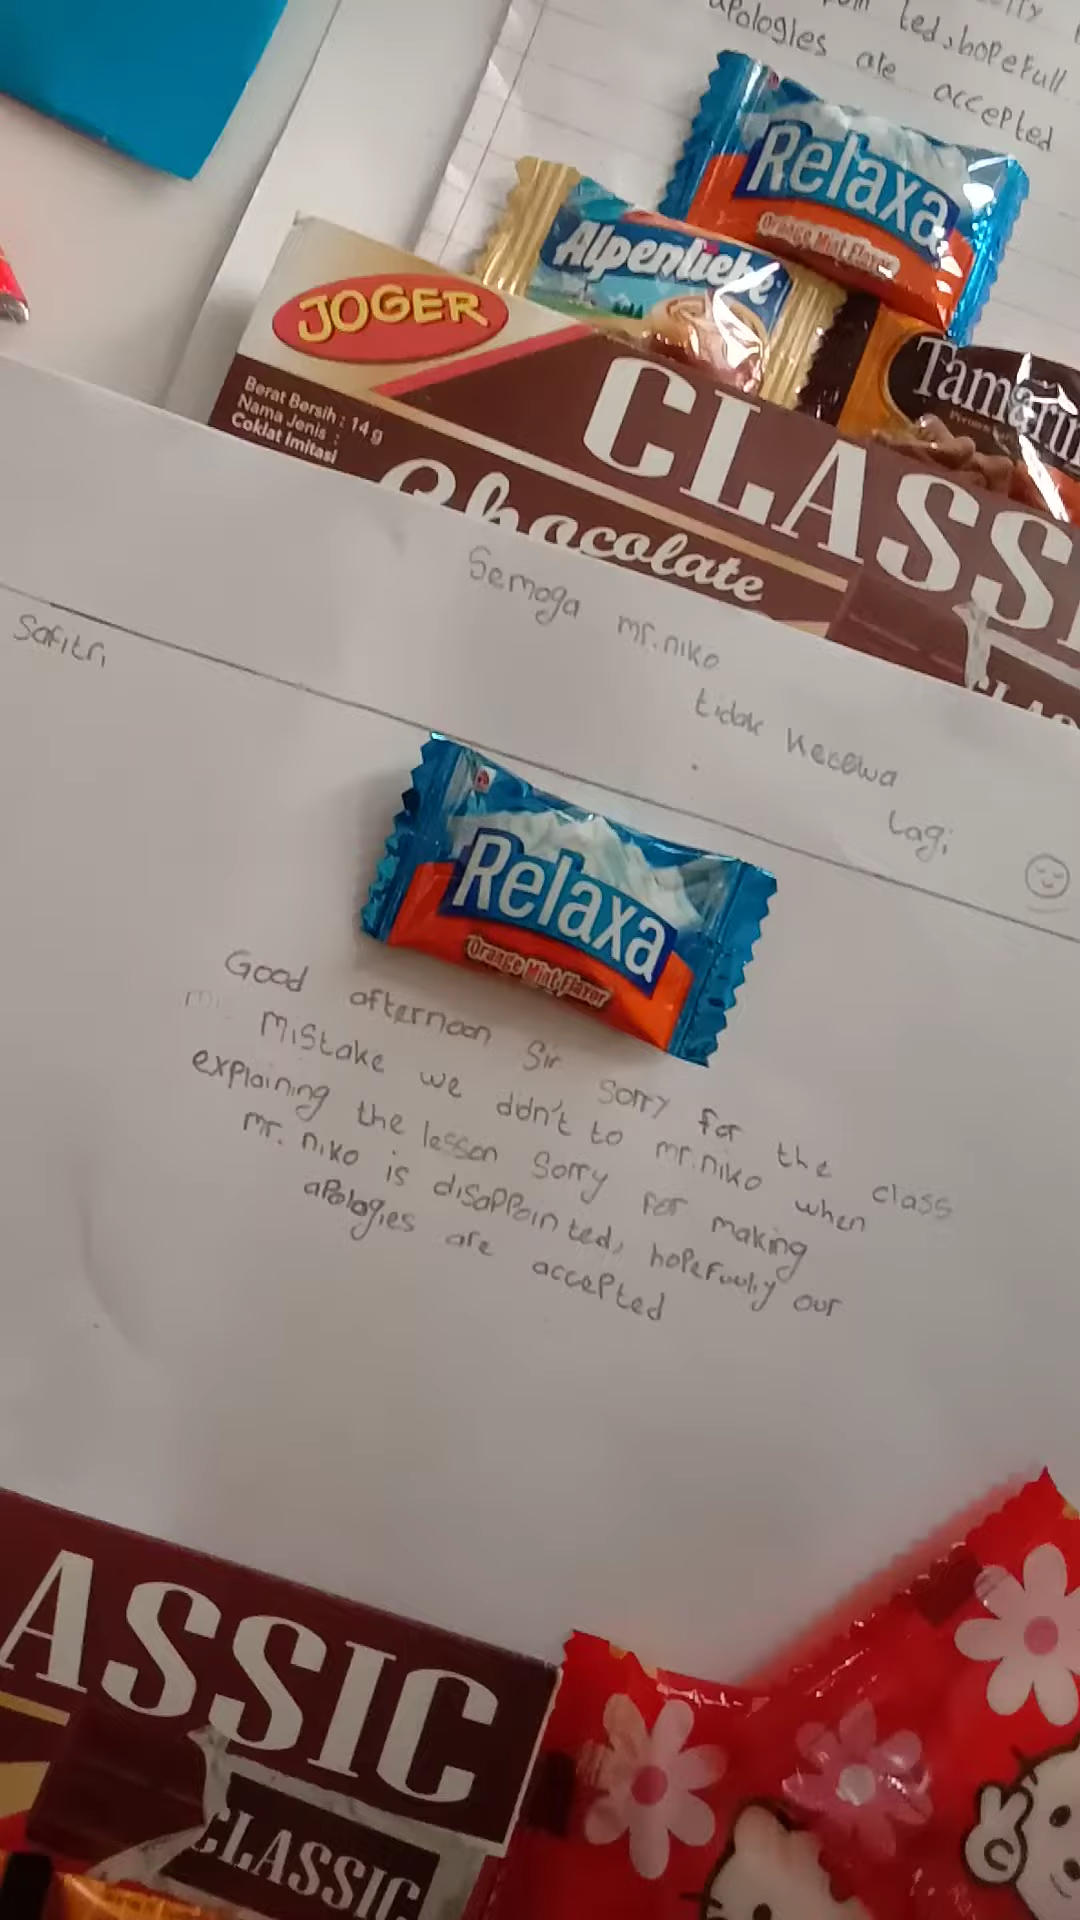 ted, hopefull
apologies are
accepted
Relaxa
Orange Mint Flavor
Alpenliebe
JOGER
Tamarin
Berat Bersih : 14 g
Nama Jenis :
Coklat Imitasi
CLASS
Chocolate
Semoga mr.niko
tidak kecewa
lagi
Safitri
Relaxa
Orange Mint Flavor
Good afternoon Sir Sorry for the class
mistake we didn't to mr.niko when
explaining the lesson Sorry for making
mr. niko is disappointed, hopefuuly our
apologies are accepted
ASSIC
CLASSIC